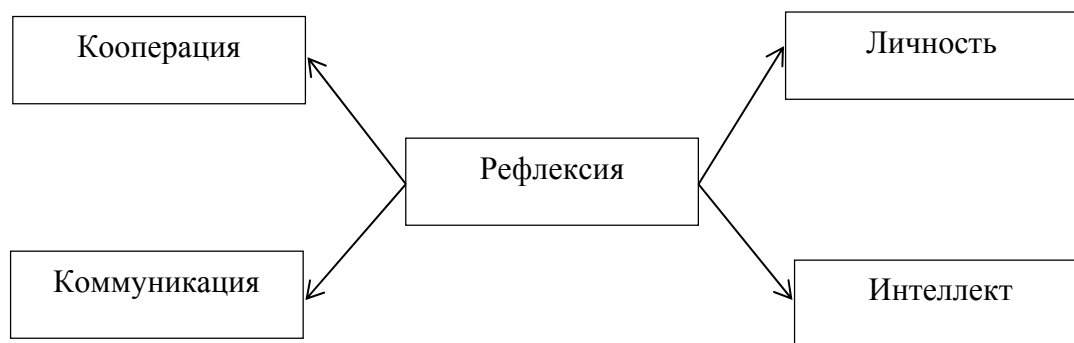 Кооперация
Личность
Рефлексия
Коммуникация
Интеллект